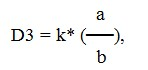 D3 = k* (a/b),